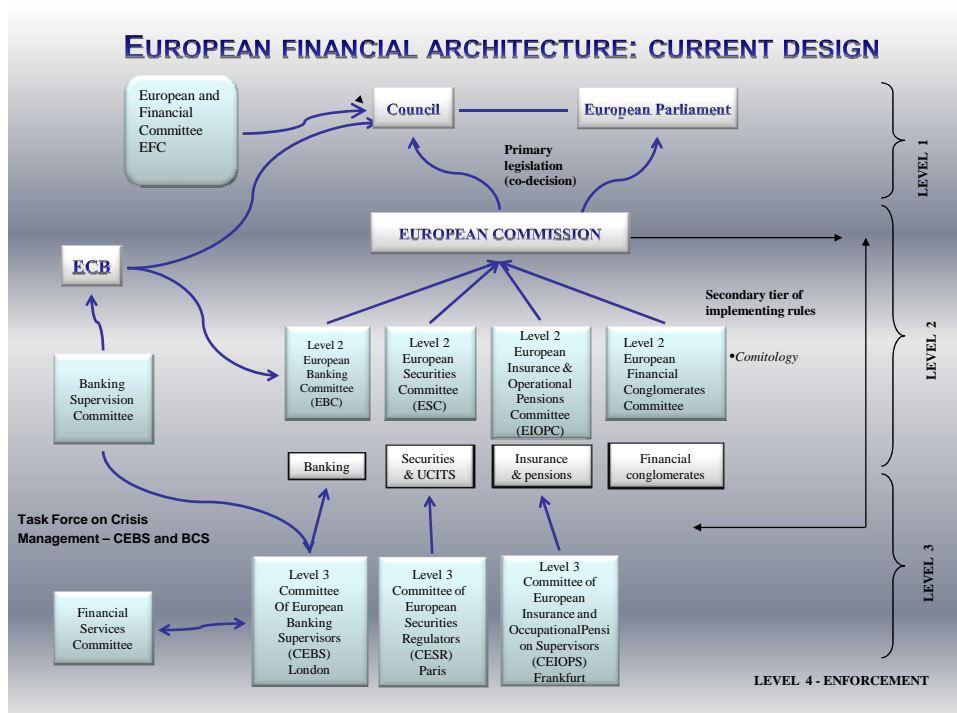 EUROPEAN FINANCIAL ARCHITECTURE: CURRENT DESIGN
European and
Financial
Committee
EFC
Council
European Parliament
Primary
legislation
(co-decision)
LEVEL 1
EUROPEAN COMMISSION
ECB
Secondary tier of
implementing rules
•Comitology
LEVEL 2
Banking
Supervision
Committee
Level 2
European
Banking
Committee
(EBC)
Level 2
European
Securities
Committee
(ESC)
Level 2
European
Insurance &
Operational
Pensions
Committee
(EIOPC)
Level 2
European
Financial
Conglomerates
Committee
Banking
Securities
& UCITS
Insurance
& pensions
Financial
conglomerates
Task Force on Crisis
Management – CEBS and BCS
Financial
Services
Committee
Level 3
Committee
Of European
Banking
Supervisors
(CEBS)
London
Level 3
Committee of
European
Securities
Regulators
(CESR)
Paris
Level 3
Committee of
European
Insurance and
OccupationalPensi
on Supervisors
(CEIOPS)
Frankfurt
LEVEL 3
LEVEL 4 - ENFORCEMENT